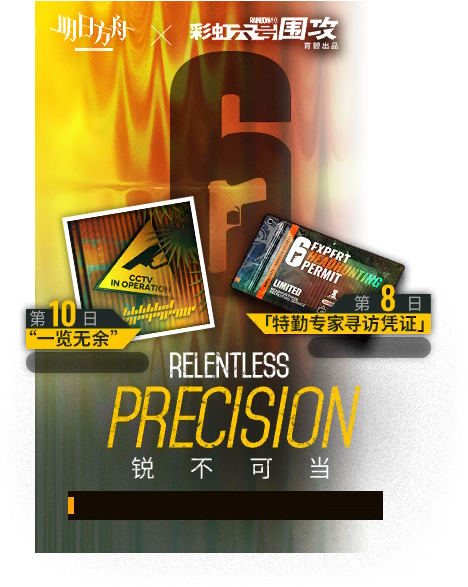 明日方舟
彩虹六号 RAINBOW SIX 围攻
育碧出品
6
CCTV
IN OPERATION
6 EXPERT
HEADHUNTING
PERMIT
LIMITED
第10日
“一览无余”
第8日
「特勤专家寻访凭证」
RELENTLESS
PRECISION
锐不可当